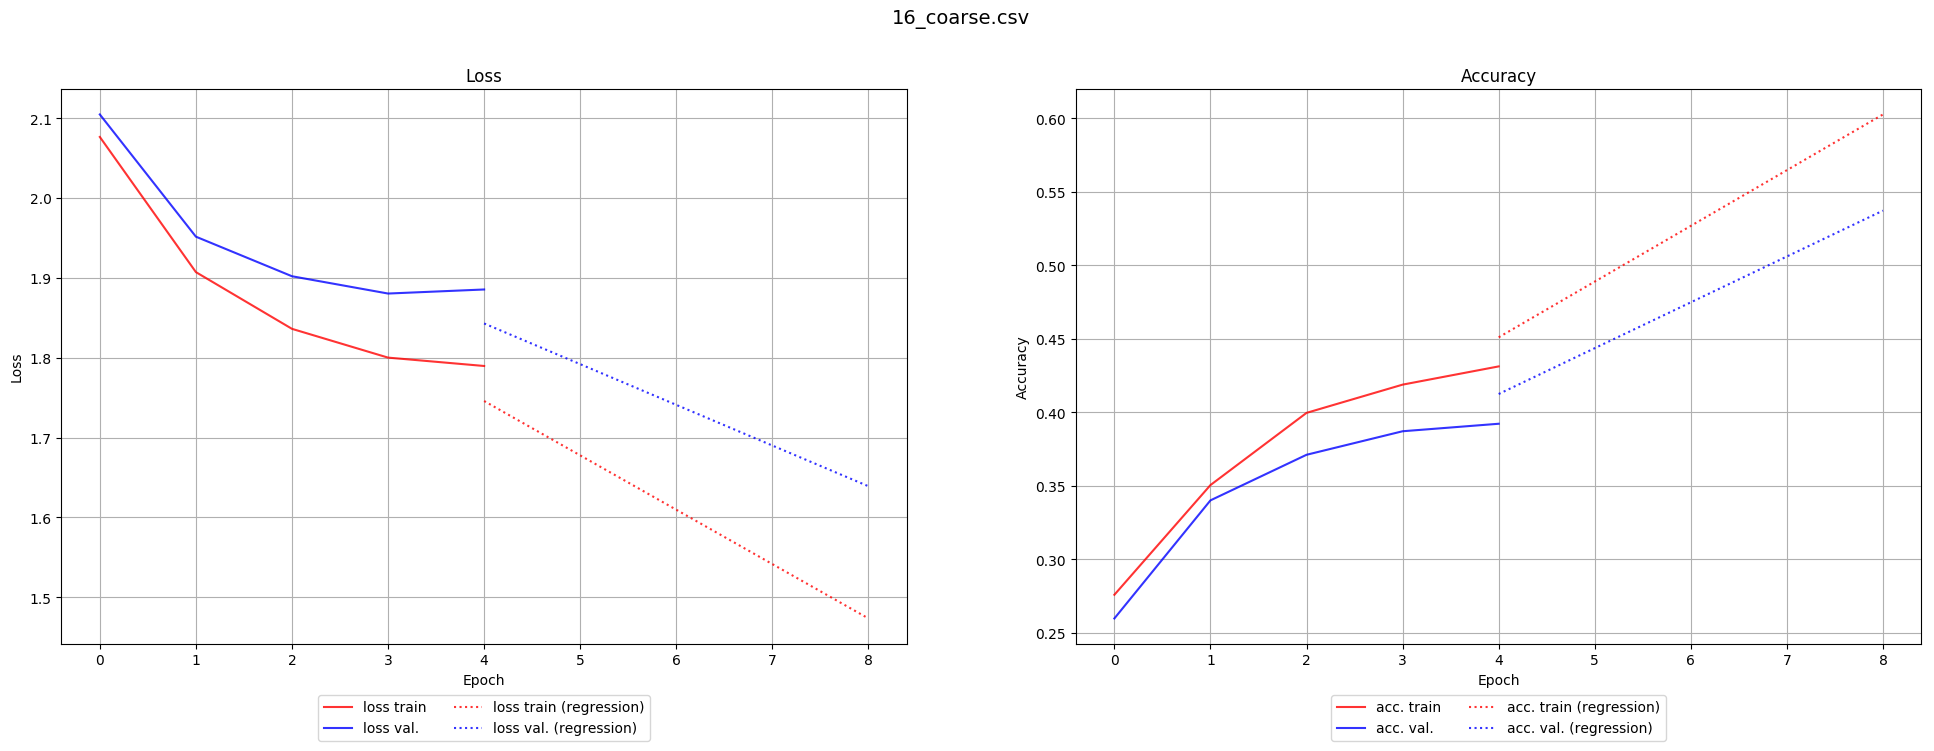 16_coarse.csv
Loss
Loss
2.1
2.0
1.9
1.8
1.7
1.6
1.5
0 1 2 3 4 5 6 7 8
Epoch
loss train
loss val.
loss train (regression)
loss val. (regression)
Accuracy
Accuracy
0.60
0.55
0.50
0.45
0.40
0.35
0.30
0.25
0 1 2 3 4 5 6 7 8
Epoch
acc. train
acc. val.
acc. train (regression)
acc. val. (regression)